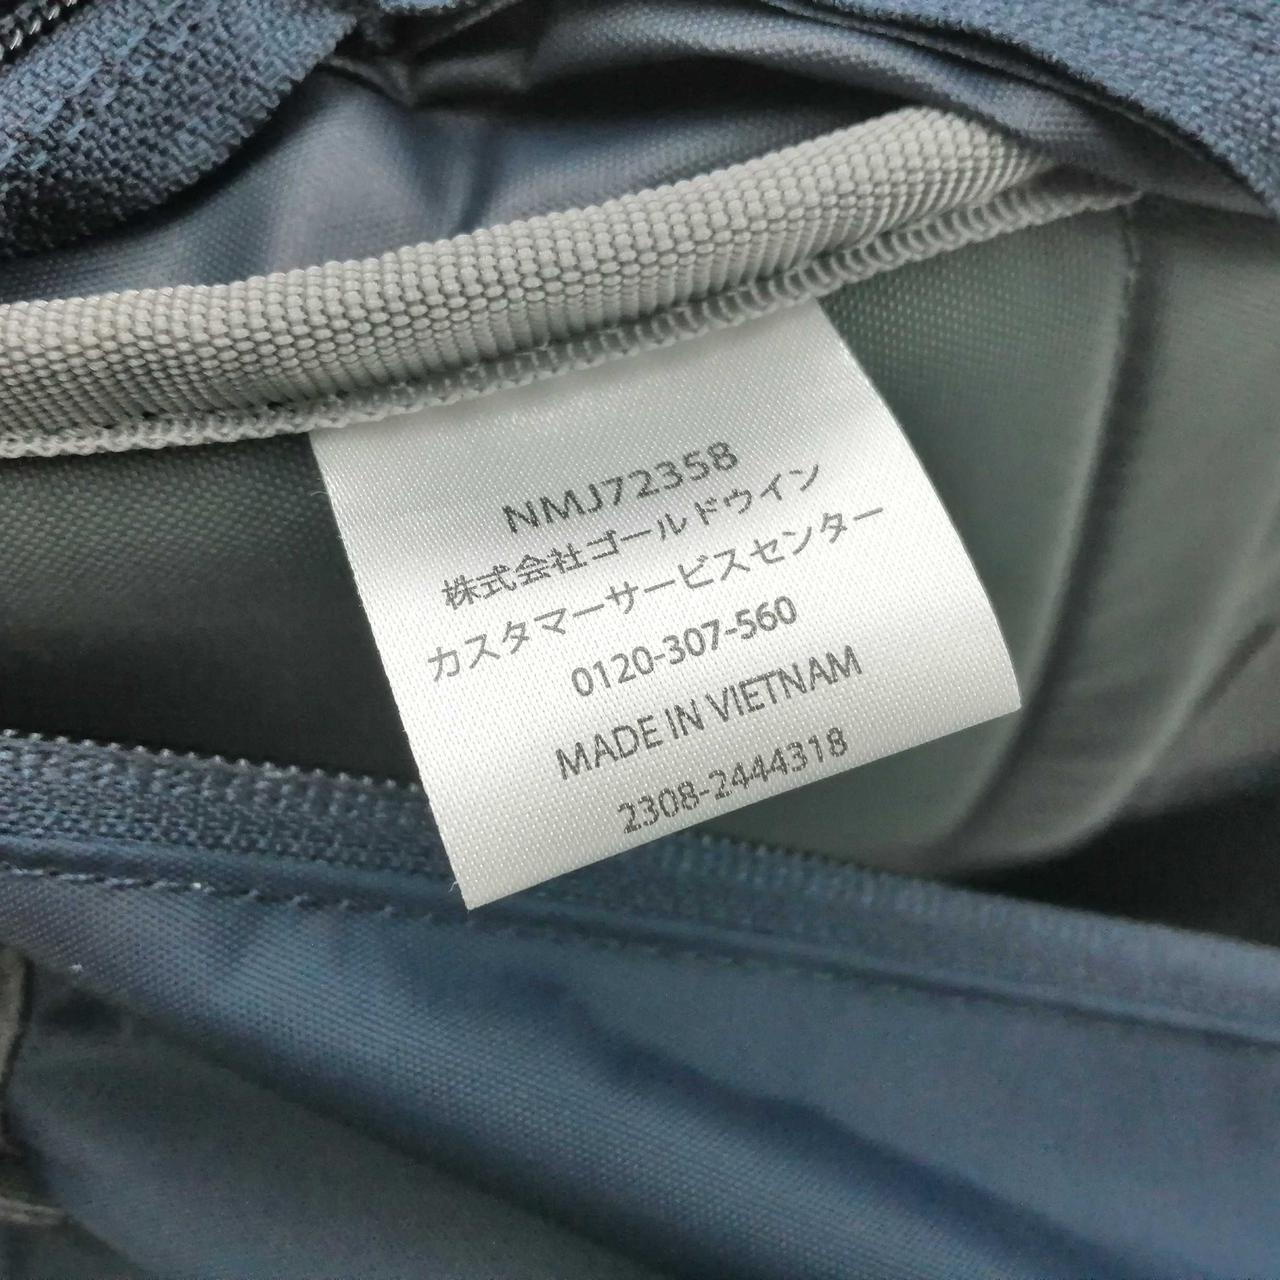 NMJ72358
株式会社ゴールドウイン
カスタマーサービスセンター
0120-307-560
MADE IN VIETNAM
2308-2444318